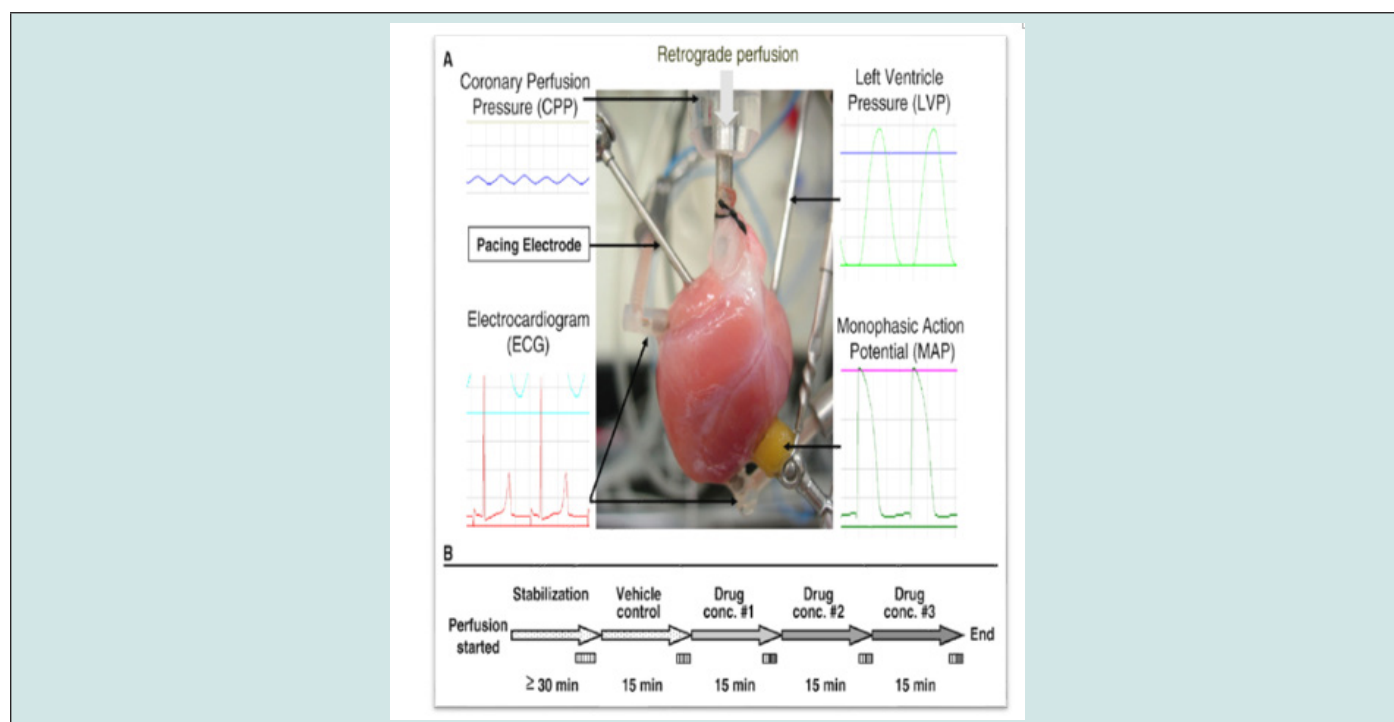 A
Retrograde perfusion
Coronary Perfusion
Pressure (CPP)
Left Ventricle
Pressure (LVP)
Pacing Electrode
Electrocardiogram
(ECG)
Monophasic Action
Potential (MAP)
B
Stabilization
Vehicle
control
Drug
conc. #1
Drug
conc. #2
Drug
conc. #3
Perfusion
started
End
≥ 30 min
15 min
15 min
15 min
15 min